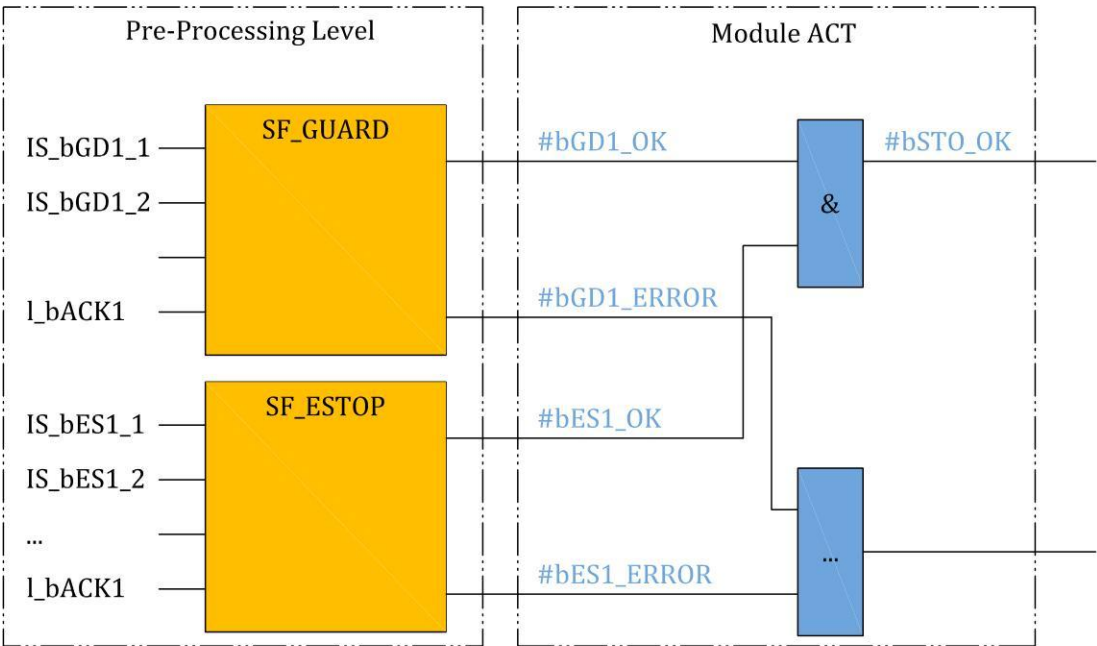 Pre-Processing Level
SF_GUARD
IS_bGD1_1
IS_bGD1_2
l_bACK1
SF_ESTOP
IS_bES1_1
IS_bES1_2
...
l_bACK1
Module ACT
#bGD1_OK
&
#bSTO_OK
#bGD1_ERROR
#bES1_OK
#bES1_ERROR
...